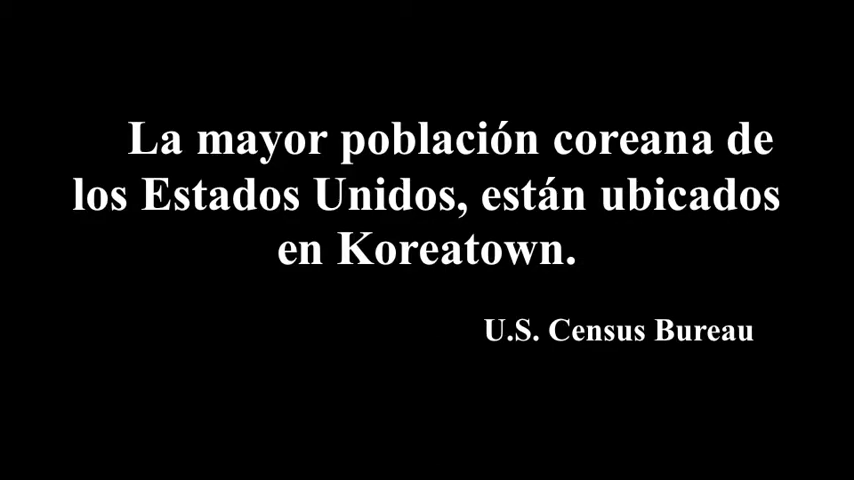 La mayor población coreana de
los Estados Unidos, están ubicados
en Koreatown.
U.S. Census Bureau